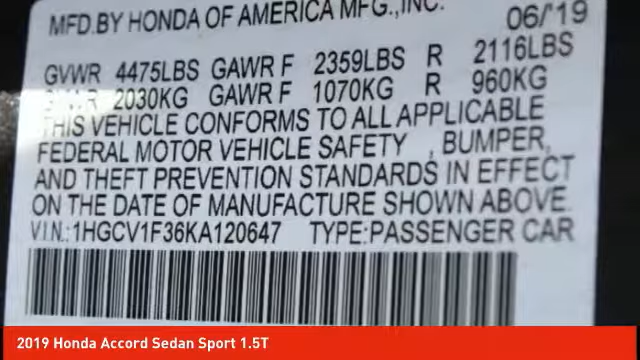 MFD.BY HONDA OF AMERICA MFG.,INC. 06/'19
GVWR 4475LBS GAWR F 2359LBS R 2116LBS
GVWR 2030KG GAWR F 1070KG R 960KG
THIS VEHICLE CONFORMS TO ALL APPLICABLE
FEDERAL MOTOR VEHICLE SAFETY , BUMPER,
AND THEFT PREVENTION STANDARDS IN EFFECT
ON THE DATE OF MANUFACTURE SHOWN ABOVE.
V.I.N.:1HGCV1F36KA120647 TYPE:PASSENGER CAR
2019 Honda Accord Sedan Sport 1.5T